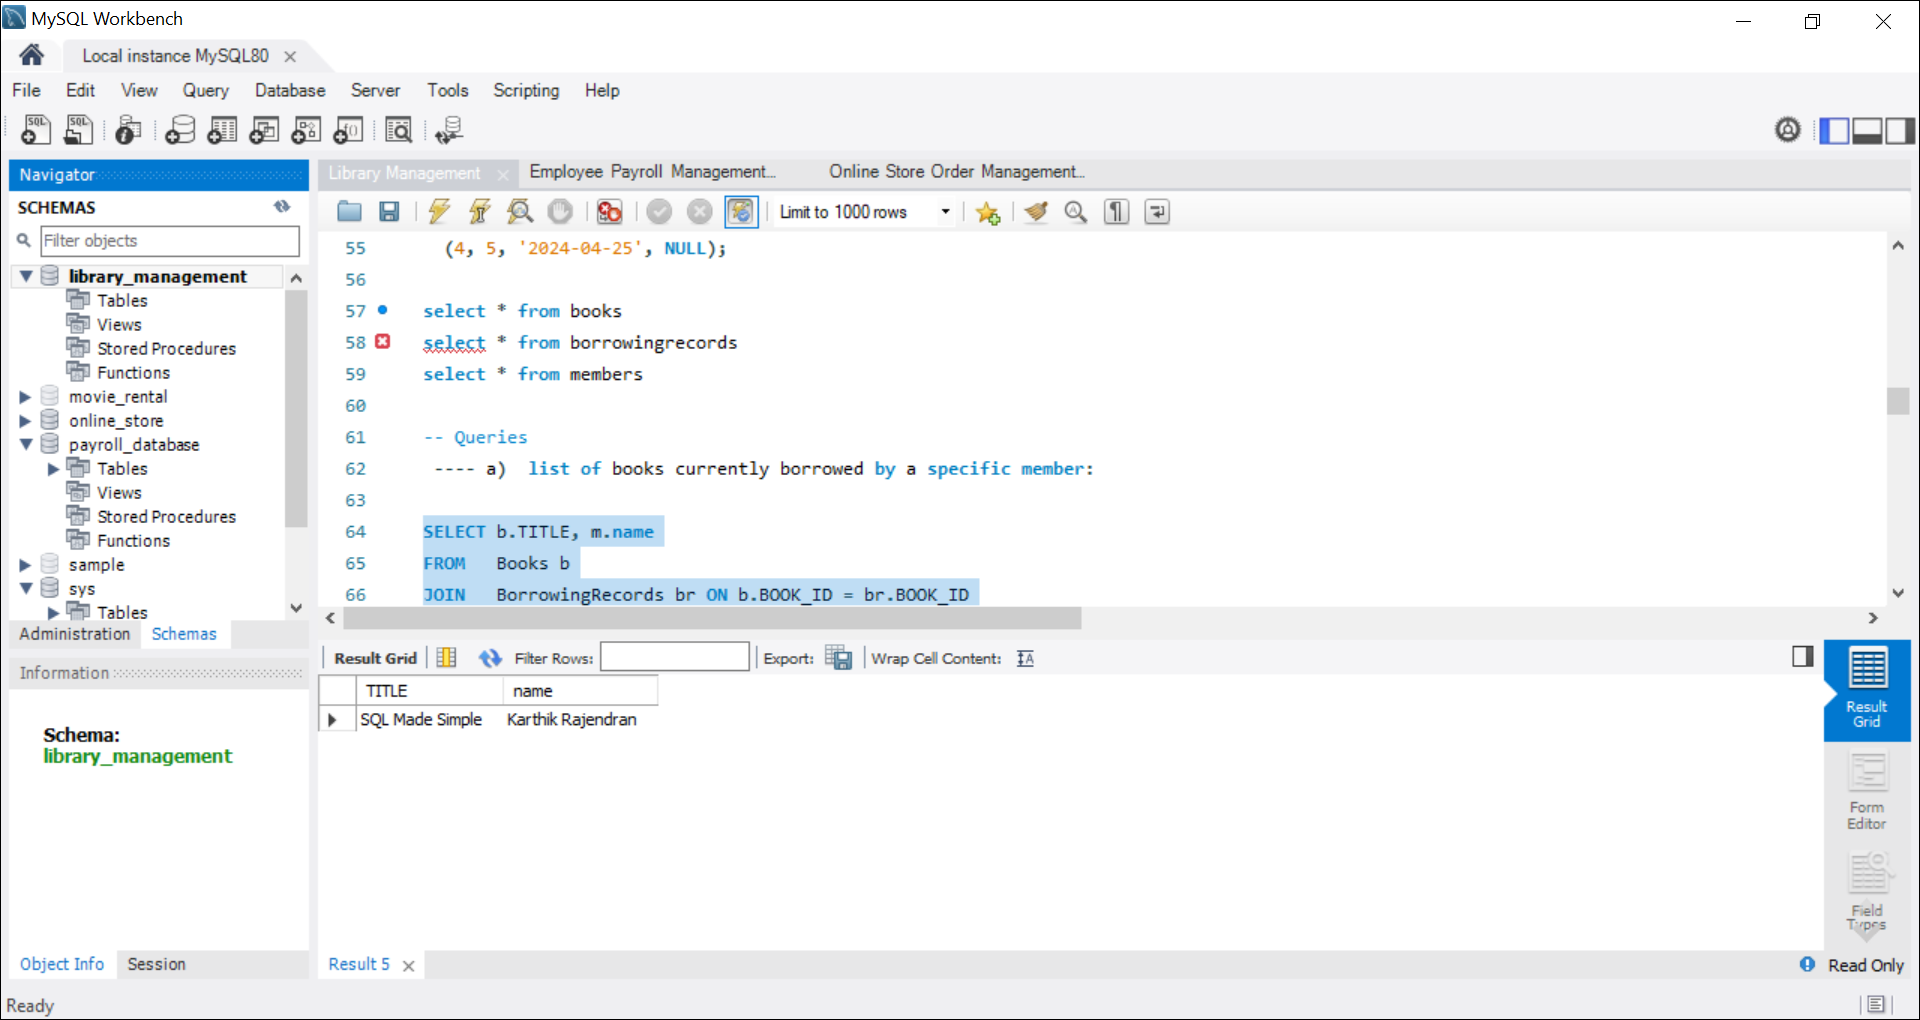 MySQL Workbench
Local instance MySQL80
File Edit View Query Database Server Tools Scripting Help
SQL SQL
Navigator
SCHEMAS
Filter objects
library_management
Tables
Views
Stored Procedures
Functions
movie_rental
online_store
payroll_database
Tables
Views
Stored Procedures
Functions
sample
sys
Tables
Administration Schemas
Information
Schema:
library_management
Object Info Session
Library Management Employee Payroll Management... Online Store Order Management...
Limit to 1000 rows
55 (4, 5, '2024-04-25', NULL);
56
57 select * from books
58 select * from borrowingrecords
59 select * from members
60
61 -- Queries
62 ---- a)  list of books currently borrowed by a specific member:
63
64 SELECT b.TITLE, m.name
65 FROM   Books b
66 JOIN   BorrowingRecords br ON b.BOOK_ID = br.BOOK_ID
Result Grid Filter Rows: Export: Wrap Cell Content:
TITLE name
SQL Made Simple Karthik Rajendran
Result
Grid
Form
Editor
Field
Types
Result 5
Read Only
Ready